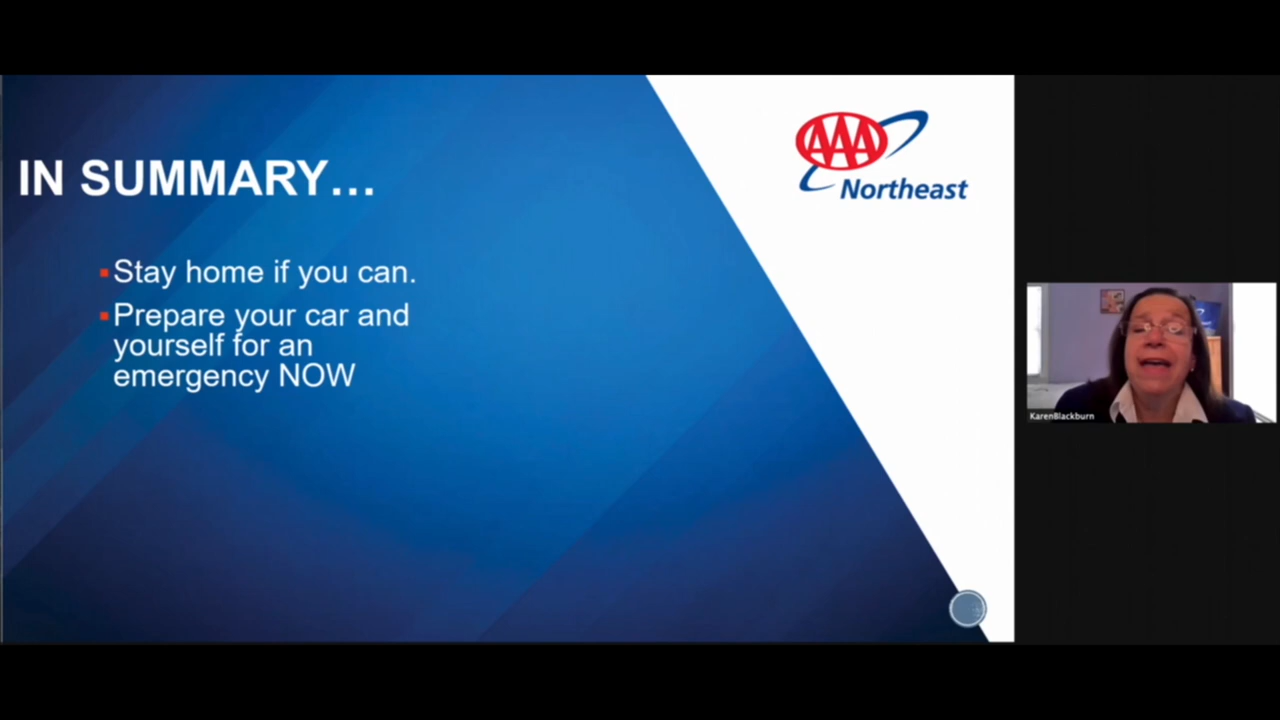 IN SUMMARY...
Stay home if you can.
Prepare your car and
yourself for an
emergency NOW
AAA
Northeast
KarenBlackburn